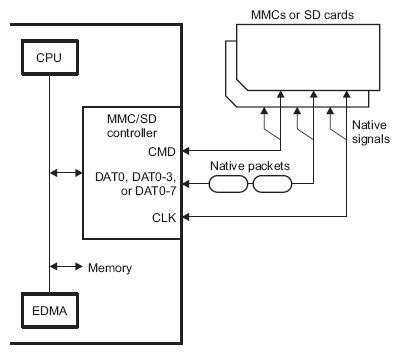 MMCs or SD cards
CPU
MMC/SD
controller
CMD
Native
signals
Native packets
DAT0, DAT0-3,
or DAT0-7
CLK
Memory
EDMA